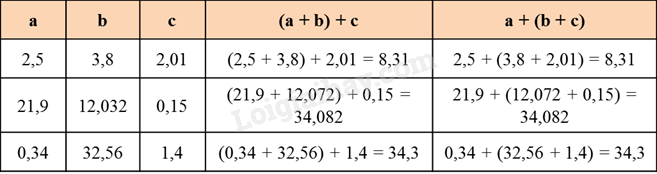 a b c (a + b) + c a + (b + c)
2,5 3,8 2,01 (2,5 + 3,8) + 2,01 = 8,31 2,5 + (3,8 + 2,01) = 8,31
21,9 12,032 0,15 (21,9 + 12,072) + 0,15 = 34,082 21,9 + (12,072 + 0,15) = 34,082
0,34 32,56 1,4 (0,34 + 32,56) + 1,4 = 34,3 0,34 + (32,56 + 1,4) = 34,3
Loigiaihay.com